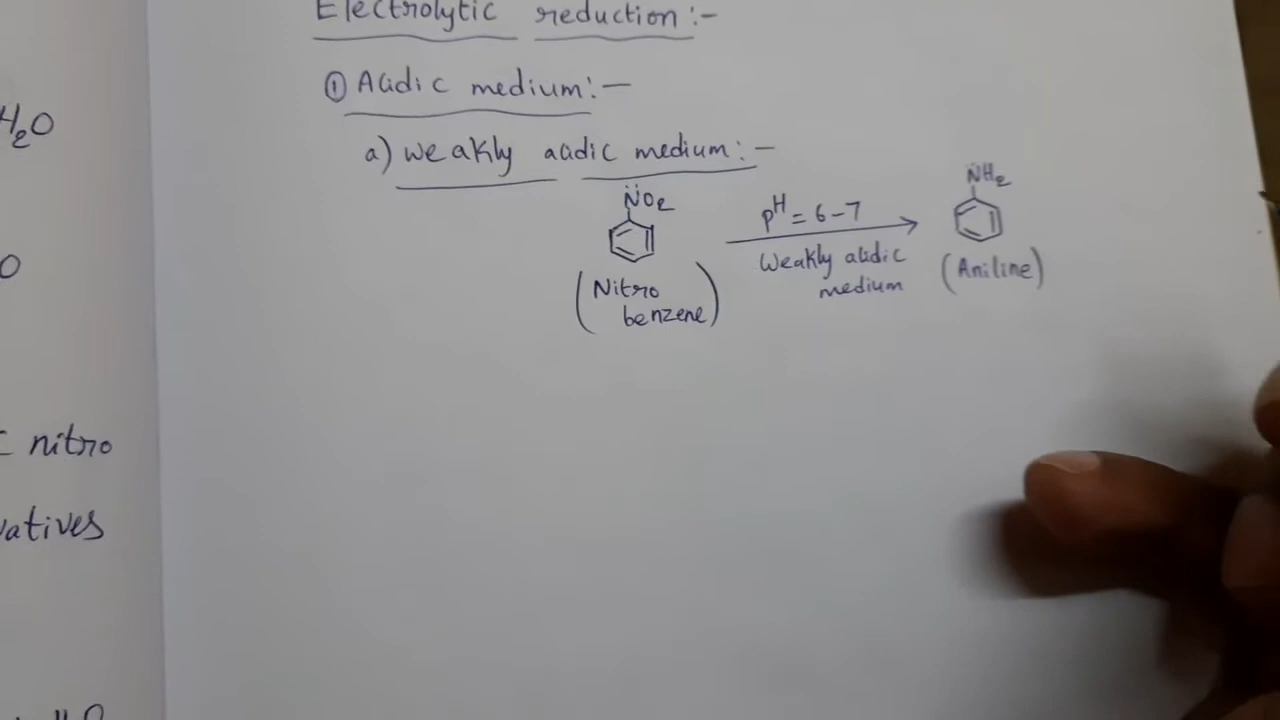 Electrolytic reduction :-
① Acidic medium :-
a) Weakly acidic medium :-
H2O
O
nitro
vatives
NO2
(Nitro
benzene)
pH = 6-7
Weakly acidic
medium
NH2
(Aniline)